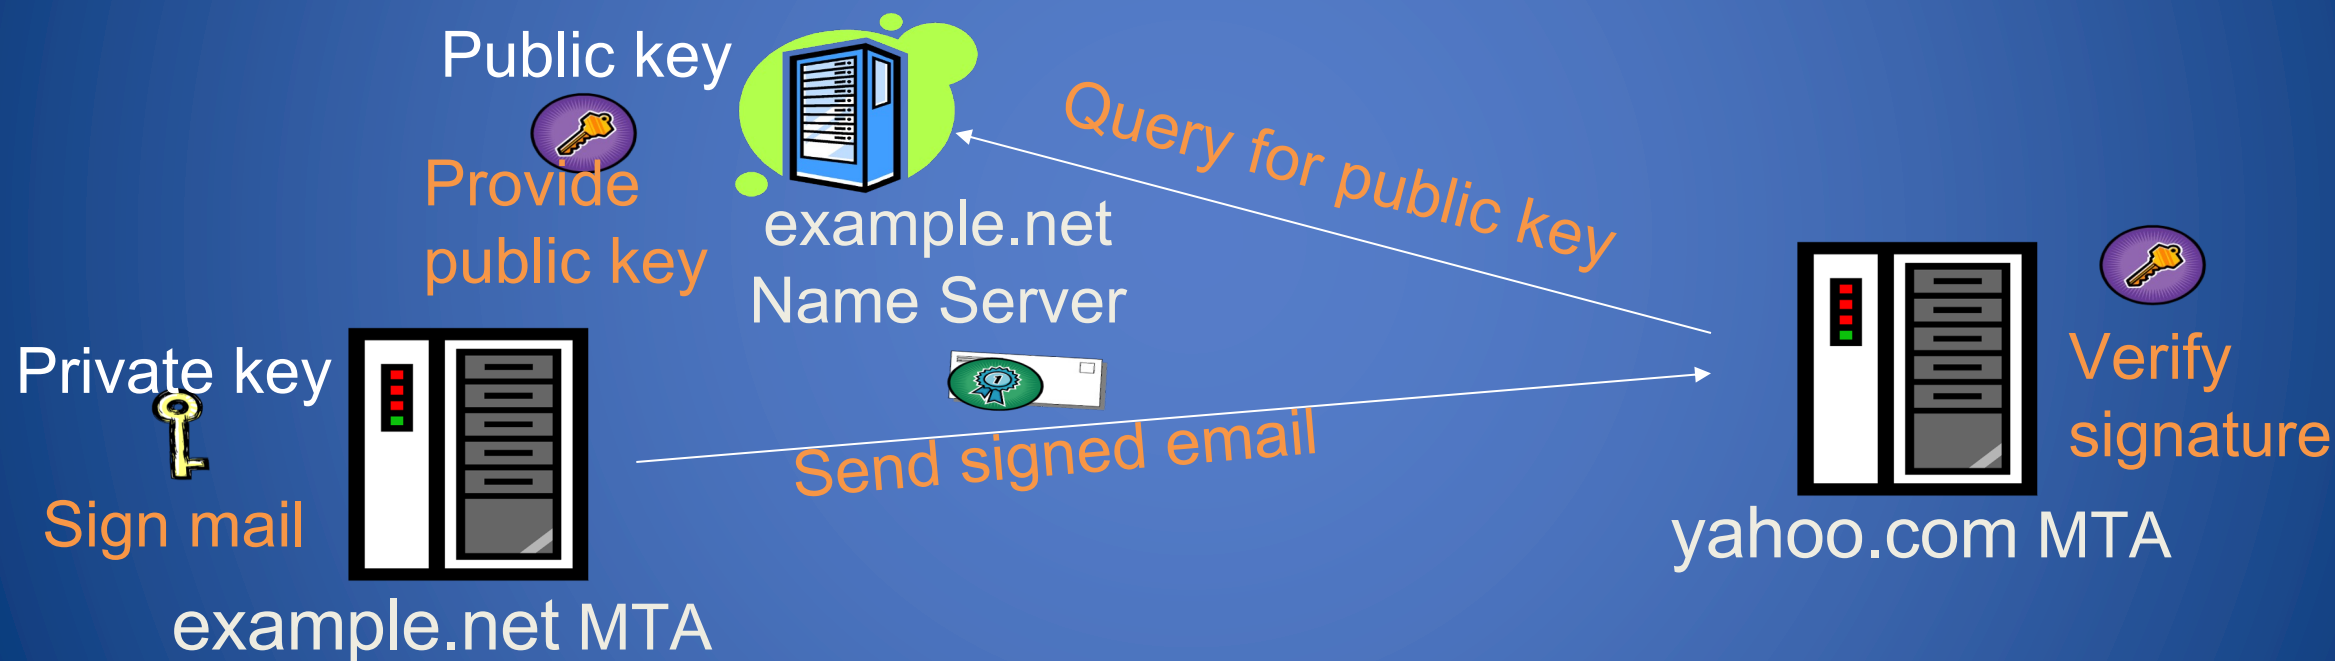 Public key
Provide
public key
example.net
Name Server
Query for public key
Private key
Sign mail
example.net MTA
Send signed email
Verify
signature
yahoo.com MTA